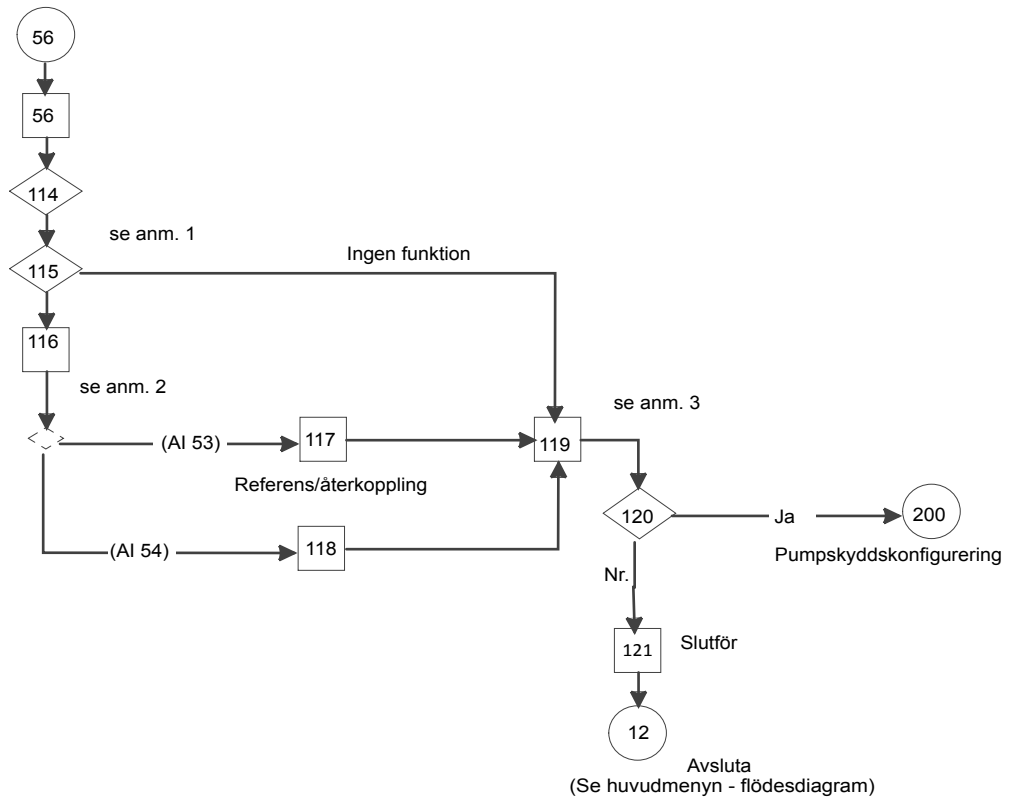 56
56
114
se anm. 1
115
Ingen funktion
116
se anm. 2
se anm. 3
(AI 53)
117
119
Referens/återkoppling
120
Ja
200
(AI 54)
118
Pumpskyddskonfigurering
Nr.
121
Slutför
12
Avsluta
(Se huvudmenyn - flödesdiagram)